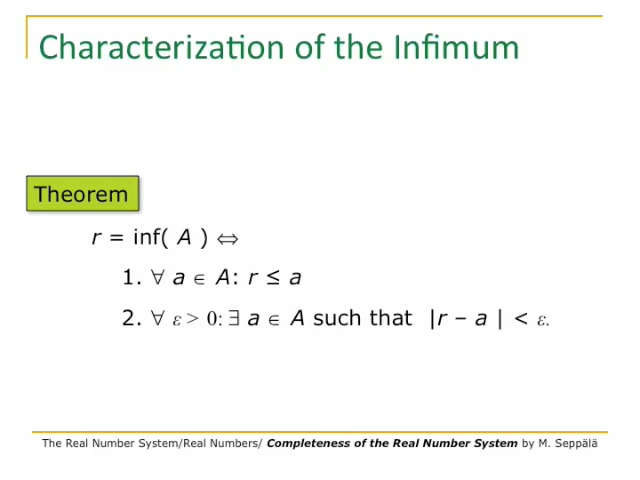 Characterization of the Infimum
Theorem
r = inf( A ) ⇔
1. ∀ a ∈ A: r ≤ a
2. ∀ ε > 0: ∃ a ∈ A such that |r – a | < ε.
The Real Number System/Real Numbers/ Completeness of the Real Number System by M. Seppälä